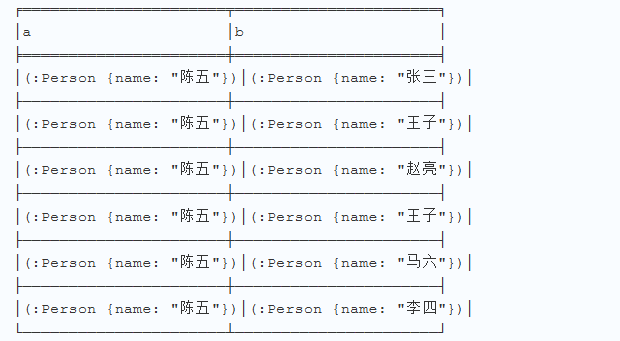 a b
(:Person {name: "陈五"}) (:Person {name: "张三"})
(:Person {name: "陈五"}) (:Person {name: "王子"})
(:Person {name: "陈五"}) (:Person {name: "赵亮"})
(:Person {name: "陈五"}) (:Person {name: "王子"})
(:Person {name: "陈五"}) (:Person {name: "马六"})
(:Person {name: "陈五"}) (:Person {name: "李四"})